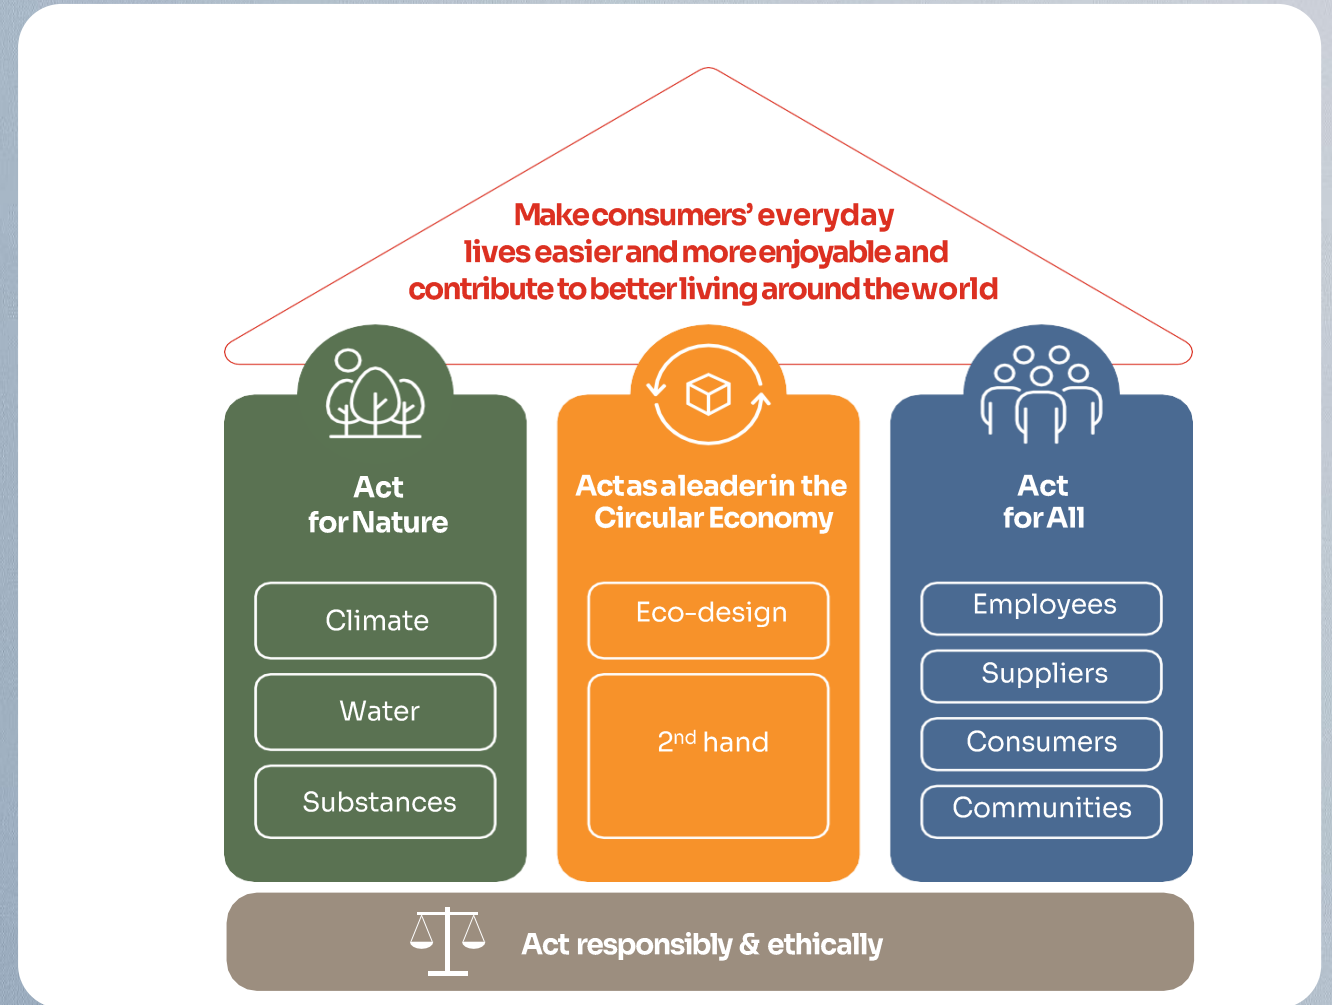 Make consumers’ everyday
lives easier and more enjoyable and
contribute to better living around the world
Act
for Nature
Climate
Water
Substances
Act as a leader in the
Circular Economy
Eco-design
2nd hand
Act
for All
Employees
Suppliers
Consumers
Communities
Act responsibly & ethically